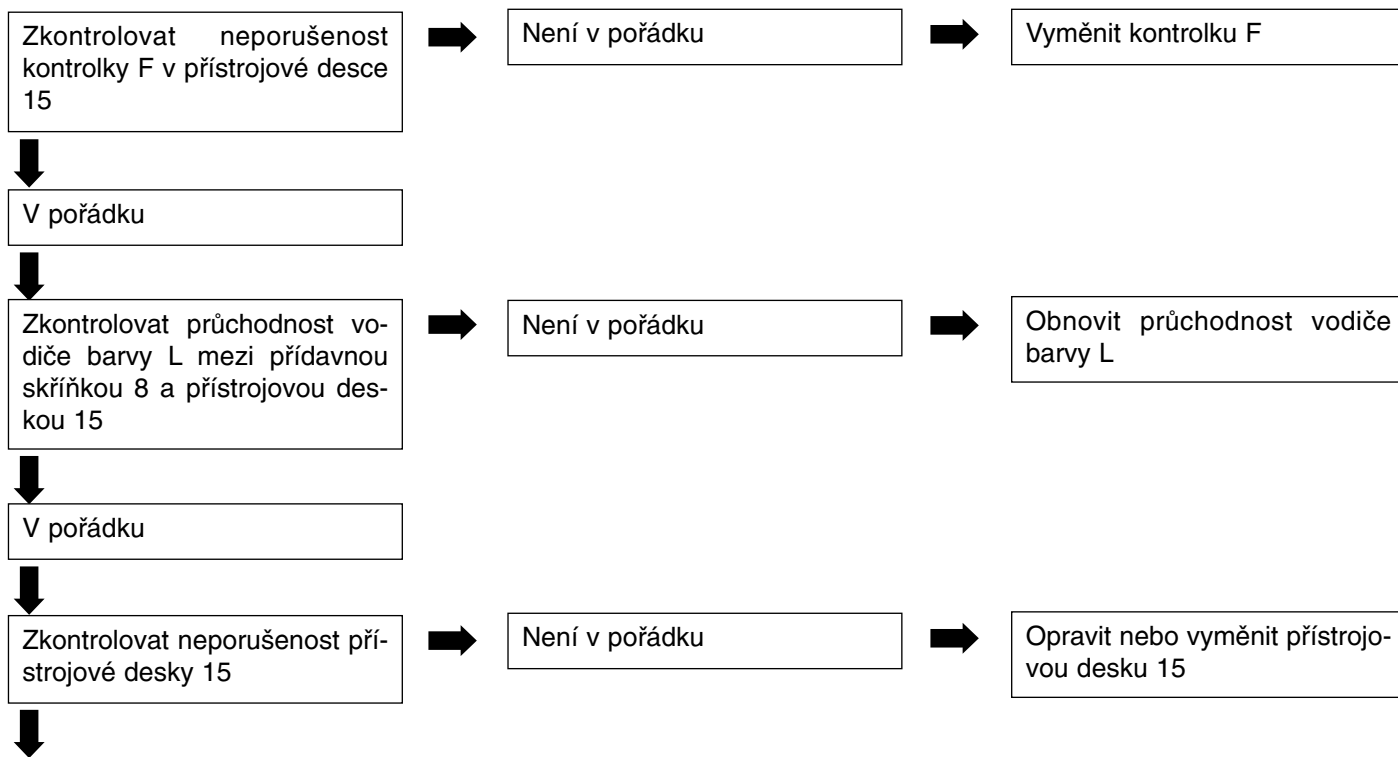 Zkontrolovat neporušenost
kontrolky F v přístrojové desce
15
Není v pořádku
Vyměnit kontrolku F
V pořádku
Zkontrolovat průchodnost vo-
diče barvy L mezi přídavnou
skříňkou 8 a přístrojovou des-
kou 15
Není v pořádku
Obnovit průchodnost vodiče
barvy L
V pořádku
Zkontrolovat neporušenost pří-
strojové desky 15
Není v pořádku
Opravit nebo vyměnit přístrojo-
vou desku 15